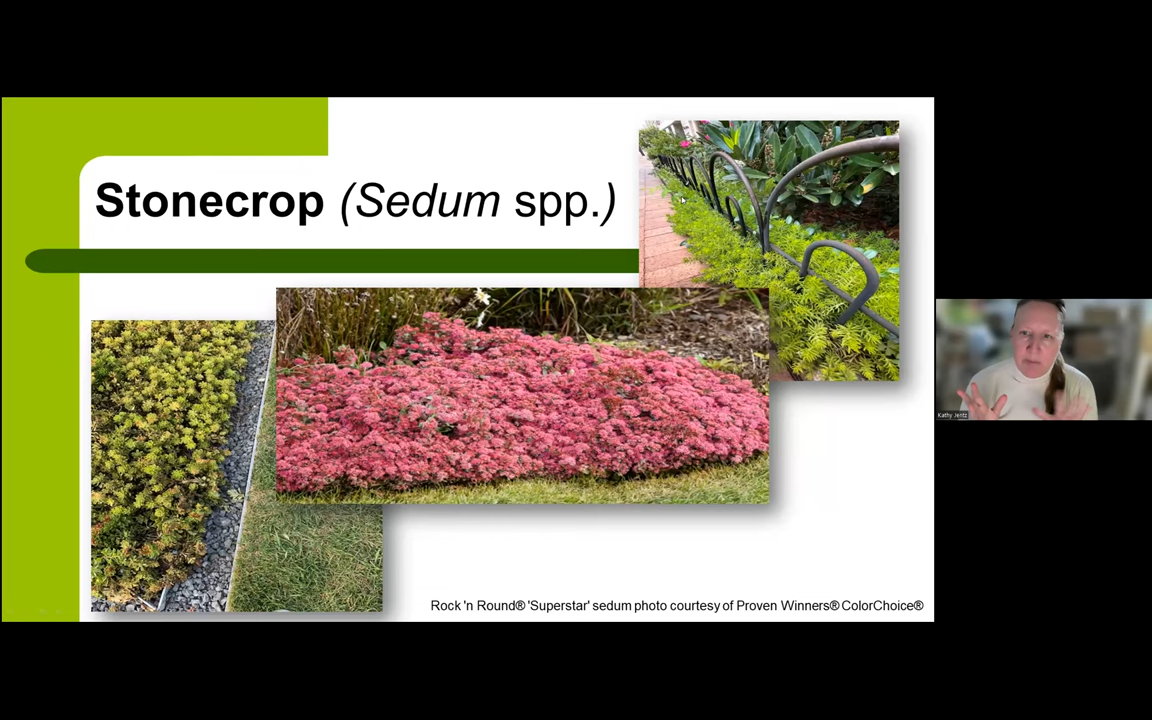 Stonecrop (Sedum spp.)
Kathy Jentz
Rock 'n Round® 'Superstar' sedum photo courtesy of Proven Winners® ColorChoice®